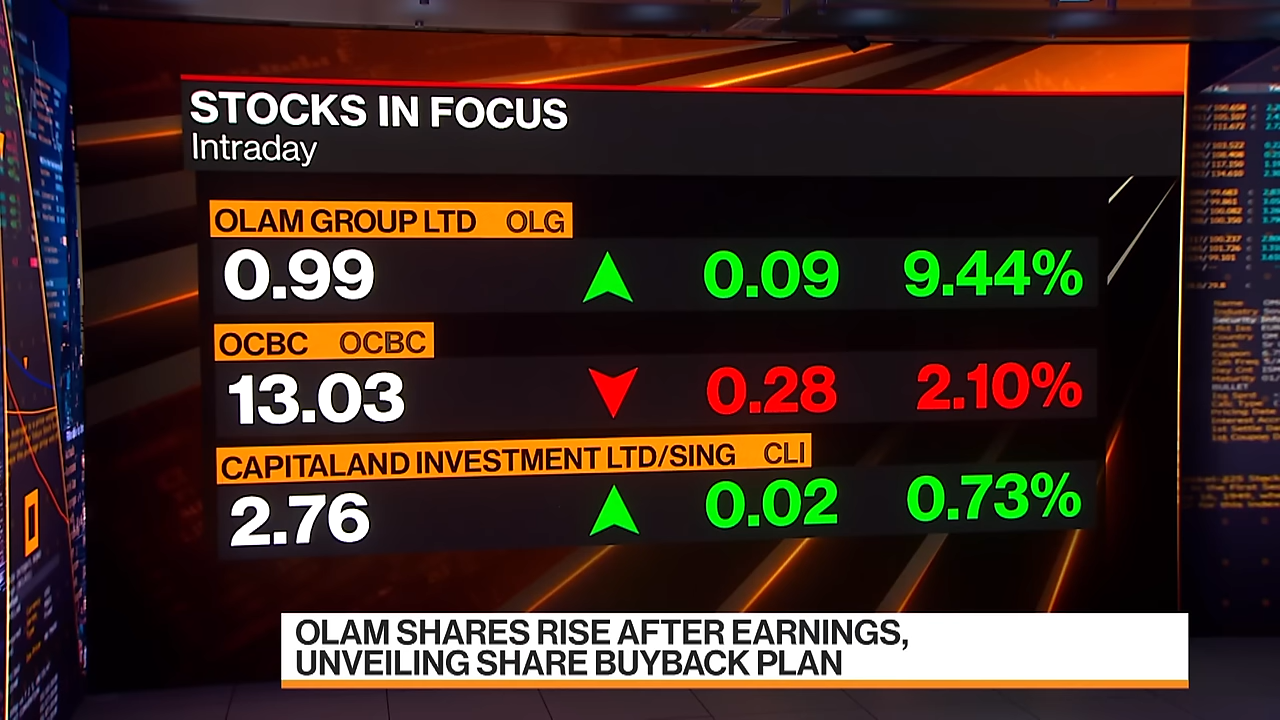 STOCKS IN FOCUS
Intraday
OLAM GROUP LTD OLG
0.99 ▲ 0.09 9.44%
OCBC OCBC
13.03 ▼ 0.28 2.10%
CAPITALAND INVESTMENT LTD/SING CLI
2.76 ▲ 0.02 0.73%
OLAM SHARES RISE AFTER EARNINGS,
UNVEILING SHARE BUYBACK PLAN